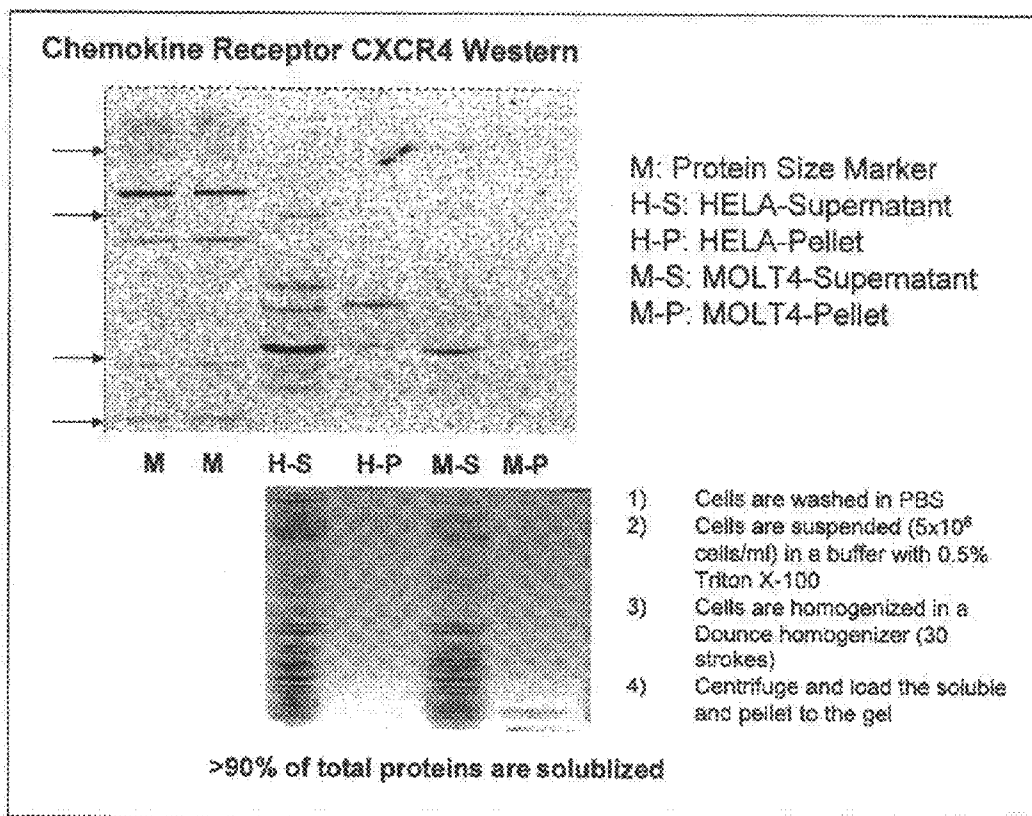 Chemokine Receptor CXCR4 Western
M: Protein Size Marker
H-S: HELA-Supernatant
H-P: HELA-Pellet
M-S: MOLT4-Supernatant
M-P: MOLT4-Pellet
M M H-S H-P M-S M-P
1) Cells are washed in PBS
2) Cells are suspended (5x10⁶
cells/ml) in a buffer with 0.5%
Triton X-100
3) Cells are homogenized in a
Dounce homogenizer (30
strokes)
4) Centrifuge and load the soluble
and pellet to the gel
>90% of total proteins are solublized